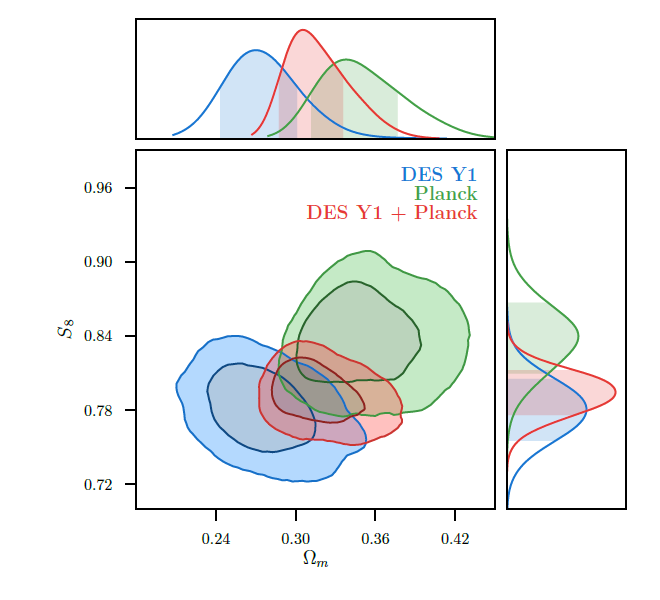 DES Y1
Planck
DES Y1 + Planck
0.96
0.90
0.84
0.78
0.72
S₈
0.24 0.30 0.36 0.42
Ωₘ